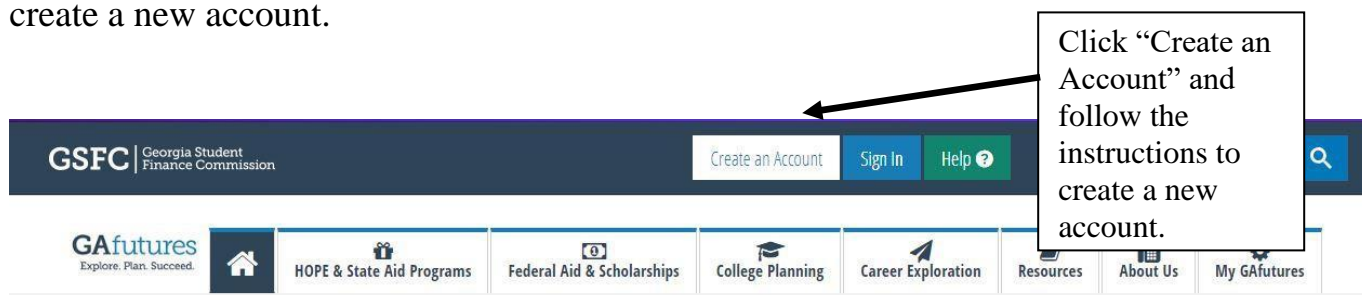 create a new account.
Click “Create an
Account” and
follow the
instructions to
create a new
account.
GSFC Georgia Student
Finance Commission
Create an Account Sign In Help ?
GAfutures
Explore. Plan. Succeed.
HOPE & State Aid Programs Federal Aid & Scholarships College Planning Career Exploration Resources About Us My GAfutures